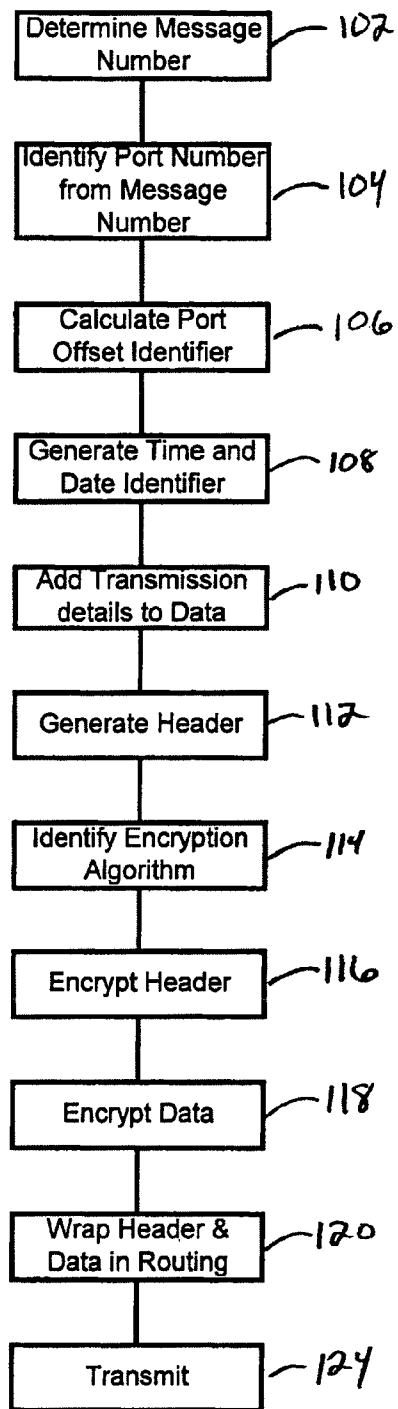 Determine Message
Number
102
Identify Port Number
from Message
Number
104
Calculate Port
Offset Identifier
106
Generate Time and
Date Identifier
108
Add Transmission
details to Data
110
Generate Header
112
Identify Encryption
Algorithm
114
Encrypt Header
116
Encrypt Data
118
Wrap Header &
Data in Routing
120
Transmit
124